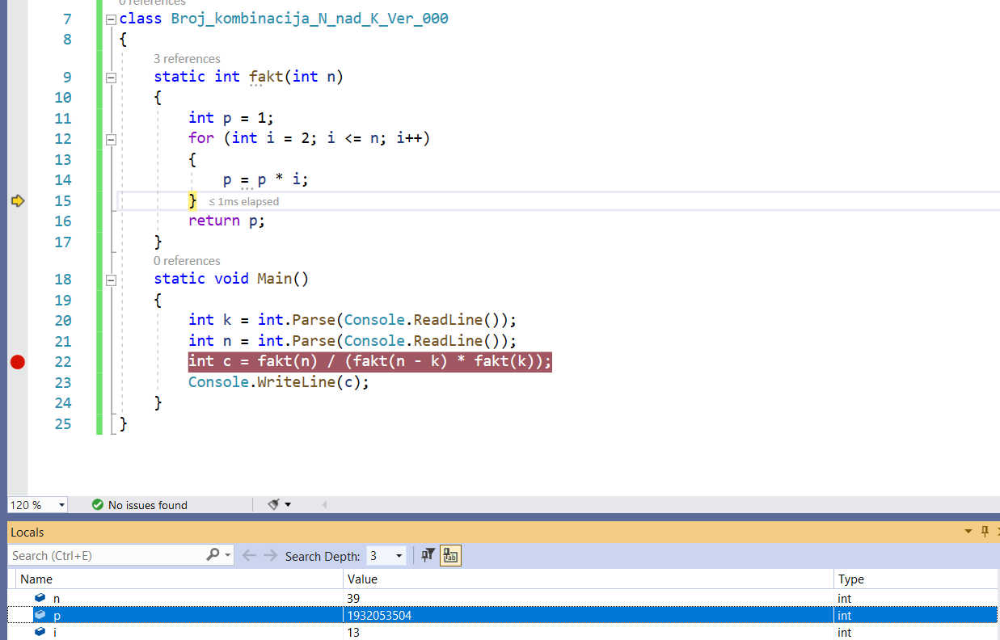 0 references
7 class Broj_kombinacija_N_nad_K_Ver_000
8 {
3 references
9 static int fakt(int n)
10 {
11 int p = 1;
12 for (int i = 2; i <= n; i++)
13 {
14 p = p * i;
15 } ≤ 1ms elapsed
16 return p;
17 }
0 references
18 static void Main()
19 {
20 int k = int.Parse(Console.ReadLine());
21 int n = int.Parse(Console.ReadLine());
22 int c = fakt(n) / (fakt(n - k) * fakt(k));
23 Console.WriteLine(c);
24 }
25 }
120 % No issues found
Locals
Search (Ctrl+E) Search Depth: 3
Name Value Type
n 39 int
p 1932053504 int
i 13 int